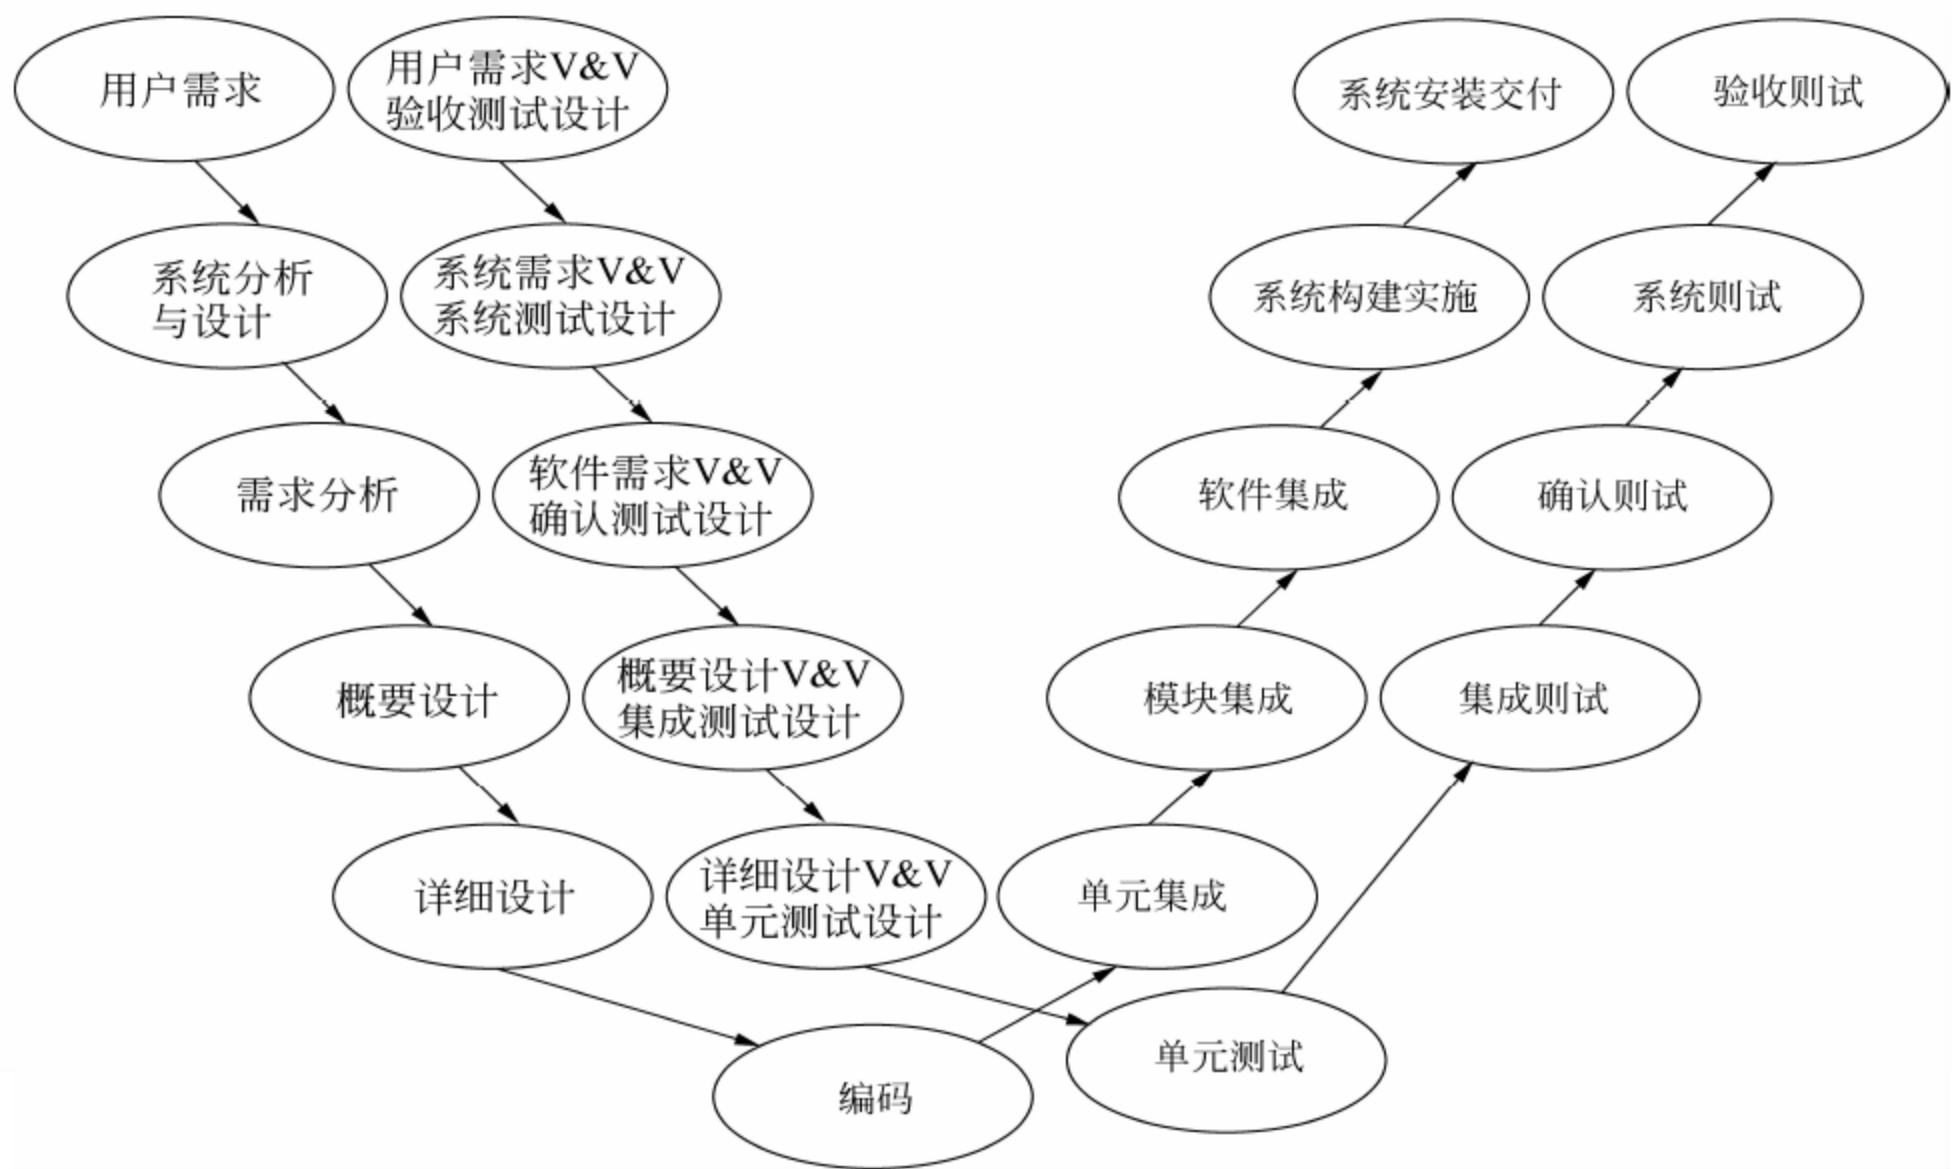 用户需求
用户需求V&V
验收测试设计
系统安装交付
验收则试
系统分析
与设计
系统需求V&V
系统测试设计
系统构建实施
系统则试
需求分析
软件需求V&V
确认测试设计
软件集成
确认则试
概要设计
概要设计V&V
集成测试设计
模块集成
集成则试
详细设计
详细设计V&V
单元测试设计
单元集成
编码
单元测试